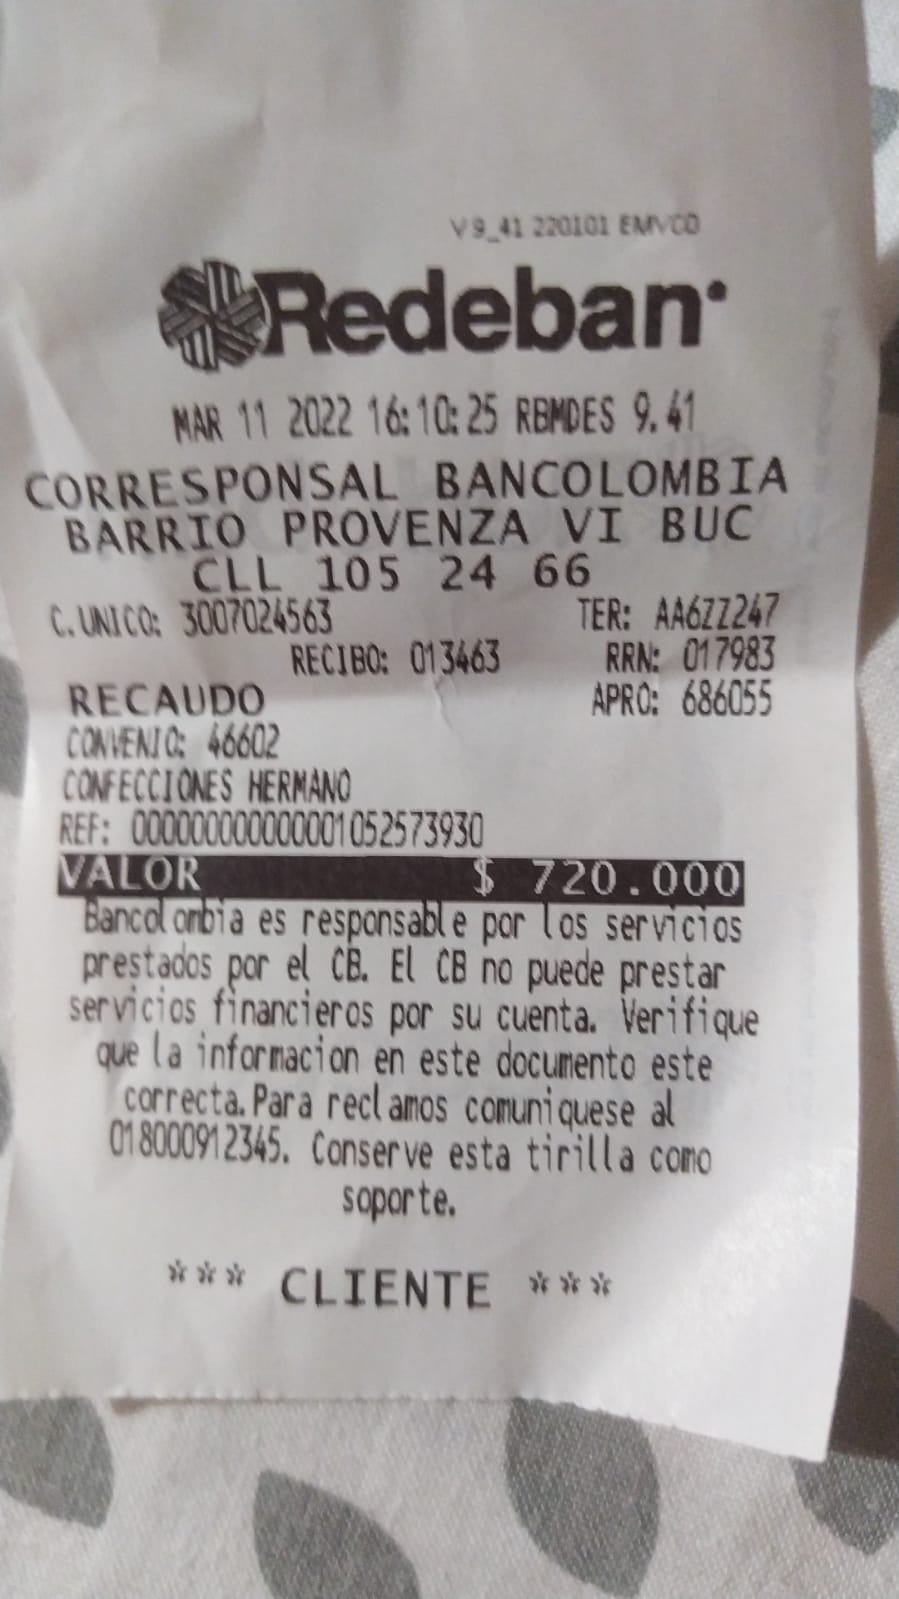 V 9_41 220101 EMVCO
Redeban
MAR 11 2022 16:10:25 RBMDES 9.41
CORRESPONSAL BANCOLOMBIA
BARRIO PROVENZA VI BUC
CLL 105 24 66
C. UNICO: 3007024563 TER: AA6ZZ247
RECIBO: 013463 RRN: 017983
RECAUDO APRO: 686055
CONVENIO: 46602
CONFECCIONES HERMANO
REF: 00000000000001052573930
VALOR $ 720.000
Bancolombia es responsable por los servicios
prestados por el CB. El CB no puede prestar
servicios financieros por su cuenta. Verifique
que la informacion en este documento este
correcta. Para reclamos comuniquese al
018000912345. Conserve esta tirilla como
soporte.
*** CLIENTE ***